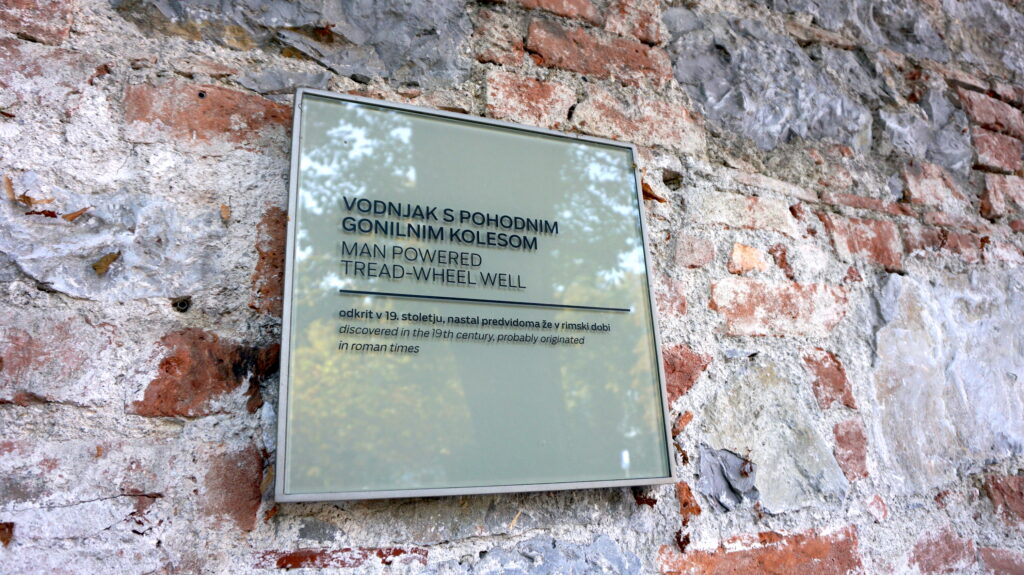 VODNJAK S POHODNIM
GONILNIM KOLESOM
MAN POWERED
TREAD-WHEEL WELL
odkrit v 19. stoletju, nastal predvidoma že v rimski dobi
discovered in the 19th century, probably originated
in roman times